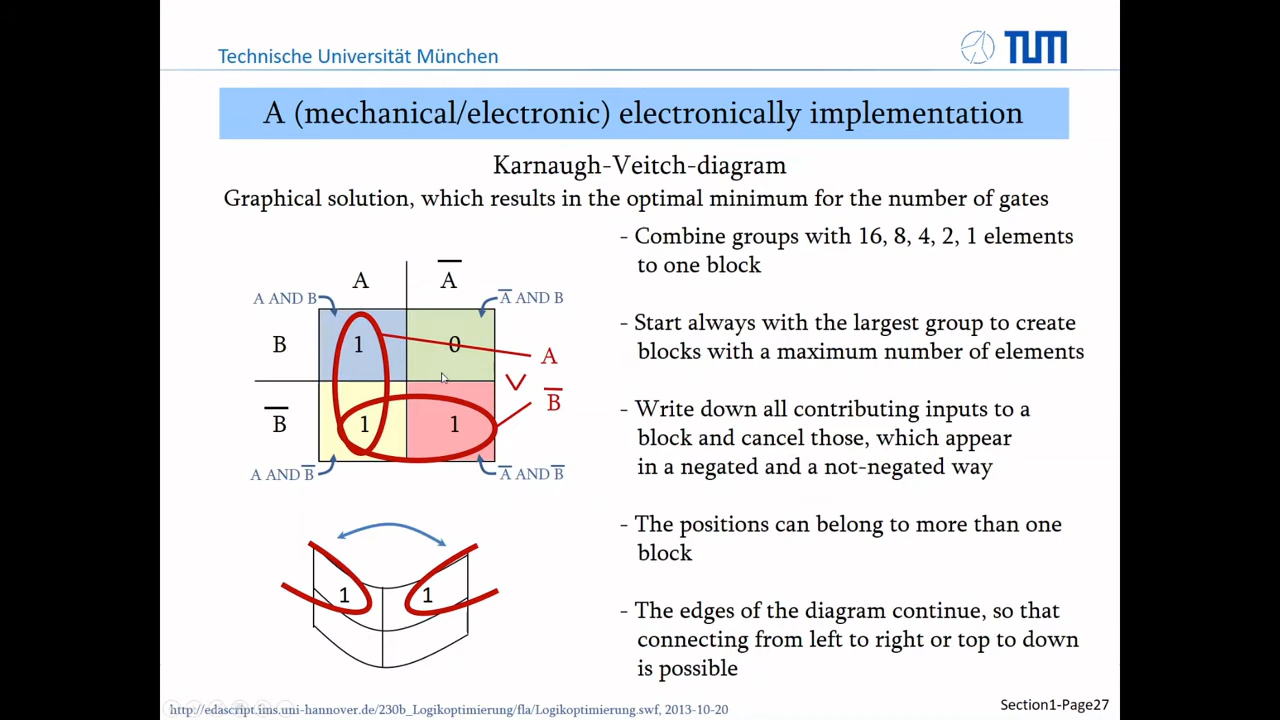 Technische Universität München
TUM
A (mechanical/electronic) electronically implementation
Karnaugh-Veitch-diagram
Graphical solution, which results in the optimal minimum for the number of gates
A
A̅
A AND B
A̅ AND B
B
1
0
A
V
B̅
B̅
1
1
A AND B̅
A̅ AND B̅
1
1
- Combine groups with 16, 8, 4, 2, 1 elements
to one block
- Start always with the largest group to create
blocks with a maximum number of elements
- Write down all contributing inputs to a
block and cancel those, which appear
in a negated and a not-negated way
- The positions can belong to more than one
block
- The edges of the diagram continue, so that
connecting from left to right or top to down
is possible
http://edascript.ims.uni-hannover.de/230b_Logikoptimierung/fla/Logikoptimierung.swf, 2013-10-20
Section1-Page27